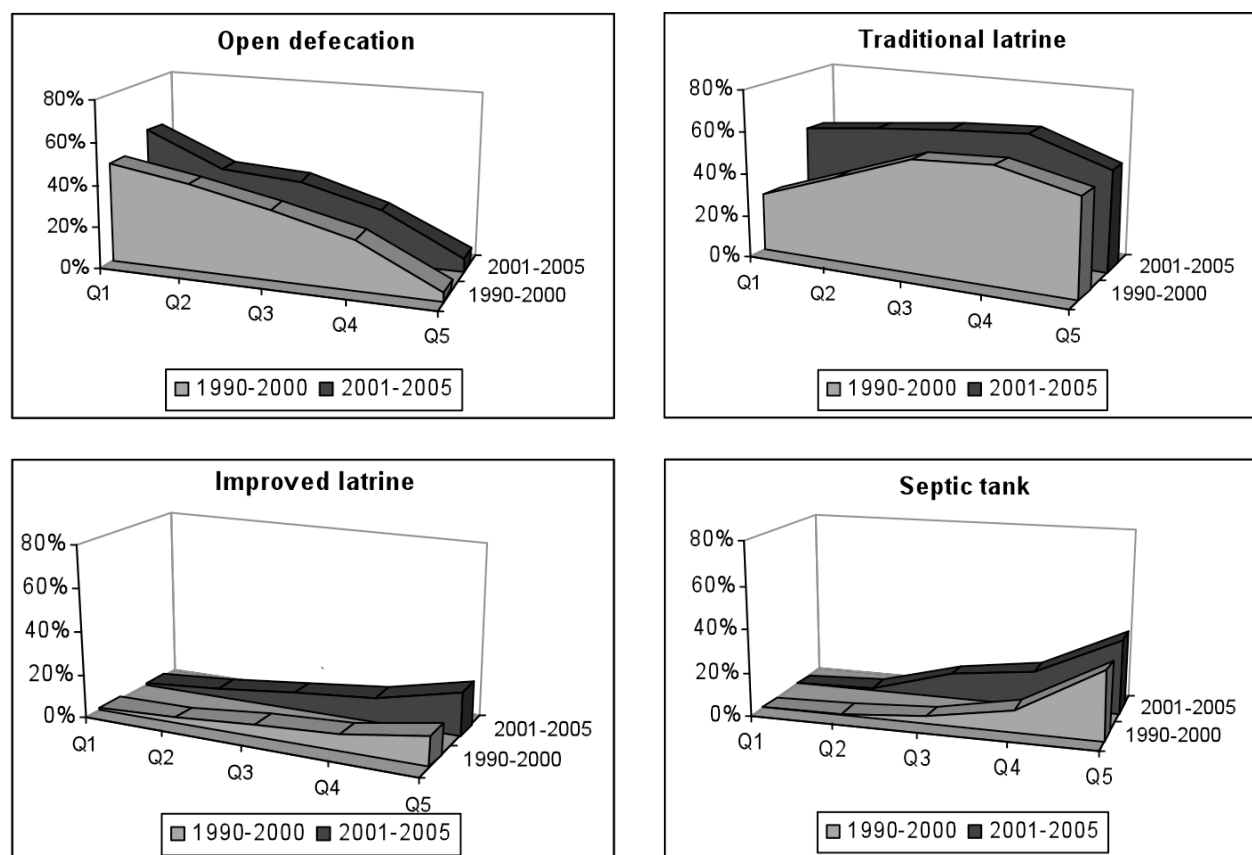 Open defecation
80%
60%
40%
20%
0%
Q1
Q2
Q3
Q4
Q5
2001-2005
1990-2000
1990-2000 2001-2005
Traditional latrine
80%
60%
40%
20%
0%
Q1
Q2
Q3
Q4
Q5
2001-2005
1990-2000
1990-2000 2001-2005
Improved latrine
80%
60%
40%
20%
0%
Q1
Q2
Q3
Q4
Q5
2001-2005
1990-2000
1990-2000 2001-2005
Septic tank
80%
60%
40%
20%
0%
Q1
Q2
Q3
Q4
Q5
2001-2005
1990-2000
1990-2000 2001-2005